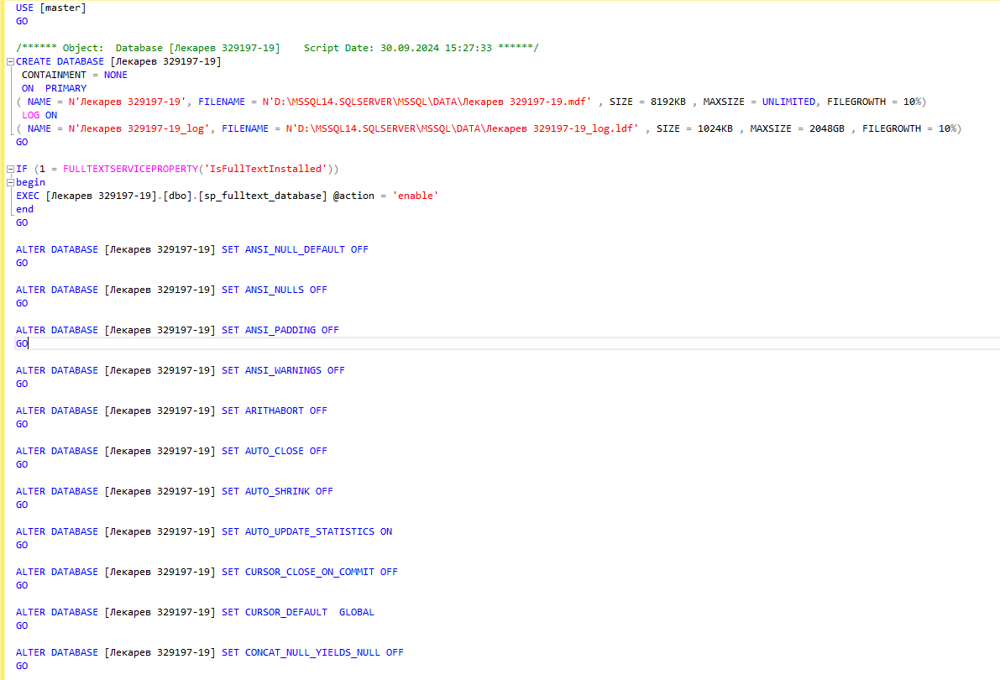 USE [master]
GO
/****** Object:  Database [Лекарев 329197-19]    Script Date: 30.09.2024 15:27:33 ******/
CREATE DATABASE [Лекарев 329197-19]
 CONTAINMENT = NONE
 ON  PRIMARY
( NAME = N'Лекарев 329197-19', FILENAME = N'D:\MSSQL14.SQLSERVER\MSSQL\DATA\Лекарев 329197-19.mdf' , SIZE = 8192KB , MAXSIZE = UNLIMITED, FILEGROWTH = 10%)
 LOG ON
( NAME = N'Лекарев 329197-19_log', FILENAME = N'D:\MSSQL14.SQLSERVER\MSSQL\DATA\Лекарев 329197-19_log.ldf' , SIZE = 1024KB , MAXSIZE = 2048GB , FILEGROWTH = 10%)
GO
IF (1 = FULLTEXTSERVICEPROPERTY('IsFullTextInstalled'))
begin
EXEC [Лекарев 329197-19].[dbo].[sp_fulltext_database] @action = 'enable'
end
GO
ALTER DATABASE [Лекарев 329197-19] SET ANSI_NULL_DEFAULT OFF
GO
ALTER DATABASE [Лекарев 329197-19] SET ANSI_NULLS OFF
GO
ALTER DATABASE [Лекарев 329197-19] SET ANSI_PADDING OFF
GO
ALTER DATABASE [Лекарев 329197-19] SET ANSI_WARNINGS OFF
GO
ALTER DATABASE [Лекарев 329197-19] SET ARITHABORT OFF
GO
ALTER DATABASE [Лекарев 329197-19] SET AUTO_CLOSE OFF
GO
ALTER DATABASE [Лекарев 329197-19] SET AUTO_SHRINK OFF
GO
ALTER DATABASE [Лекарев 329197-19] SET AUTO_UPDATE_STATISTICS ON
GO
ALTER DATABASE [Лекарев 329197-19] SET CURSOR_CLOSE_ON_COMMIT OFF
GO
ALTER DATABASE [Лекарев 329197-19] SET CURSOR_DEFAULT  GLOBAL
GO
ALTER DATABASE [Лекарев 329197-19] SET CONCAT_NULL_YIELDS_NULL OFF
GO